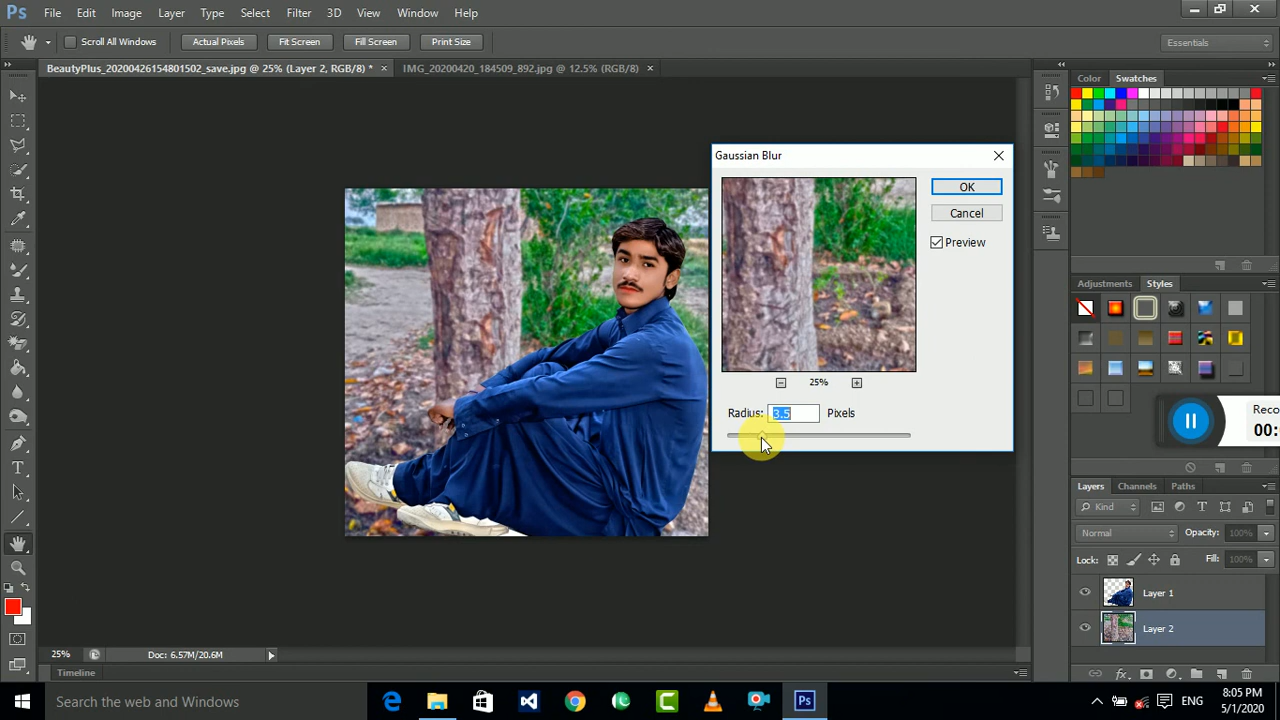 Ps File Edit Image Layer Type Select Filter 3D View Window Help
Scroll All Windows Actual Pixels Fit Screen Fill Screen Print Size Essentials
BeautyPlus_20200426154801502_save.jpg @ 25% (Layer 2, RGB/8) * IMG_20200420_184509_892.jpg @ 12.5% (RGB/8)
Color Swatches
Gaussian Blur
OK
Cancel
Preview
25%
Radius: 3.5 Pixels
Adjustments Styles
Reco
00:
Layers Channels Paths
Kind
Normal Opacity: 100%
Lock: Fill: 100%
Layer 1
Layer 2
25% Doc: 6.57M/20.6M
Timeline
Search the web and Windows
Ps
ENG
8:05 PM
5/1/2020